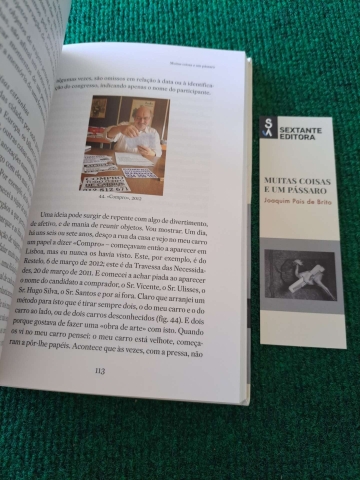 algumas vezes, são omissos em relação à data ou à identifica-
ção do congresso, indicando apenas o nome do participante.
44. «Compro», 2012
Uma ideia pode surgir de repente com algo de divertimento,
de afetivo, e de mania de reunir objetos. Vou mostrar. Um dia,
há uns seis ou sete anos, desço à rua da casa e vejo ao meu carro
um papel a dizer «Compro» – começavam então a aparecer em
Lisboa, mas eu nunca os havia visto. Este, por exemplo, é do
Restelo, 6 de março de 2012; este é da Travessa das Necessida-
des, 20 de março de 2011. E comecei a achar piada ao aparecer
o nome do candidato a comprador, o Sr. Vicente, o Sr. Ulisses, o
Sr. Hugo Silva, o Sr. Santos e por aí fora. Claro que arranjei um
método para isto que é tirar sempre dois, o do meu carro e o do
carro ao lado, ou de dois carros desconhecidos (fig. 44). E dois
porque gostava de fazer uma «obra de arte» com isto. Quando
os vi no meu carro pensei: o meu carro está velhote, começa-
ram a pôr-lhe papéis. Acontece que às vezes, com a pressa, não
113
SA
SEXTANTE
EDITORA
MUITAS COISAS
E UM PÁSSARO
Joaquim Pais de Brito